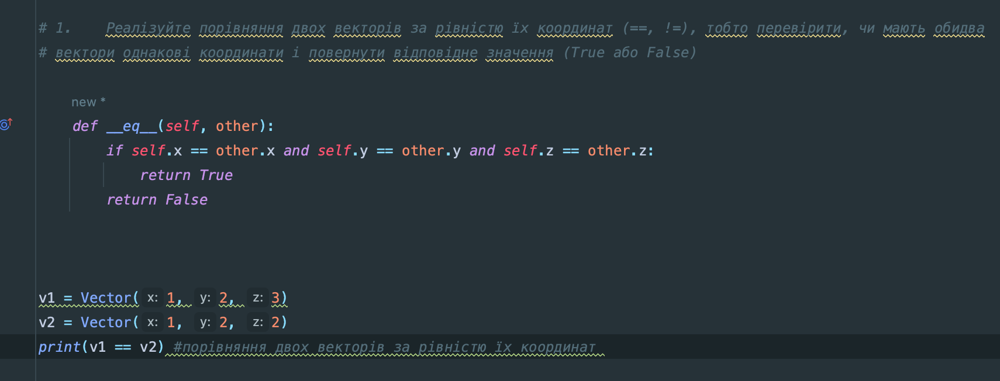 # 1.    Реалізуйте порівняння двох векторів за рівністю їх координат (==, !=), тобто перевірити, чи мають обидва
# вектори однакові координати і повернути відповідне значення (True або False)
new *
def __eq__(self, other):
if self.x == other.x and self.y == other.y and self.z == other.z:
return True
return False
v1 = Vector( x: 1, y: 2, z: 3)
v2 = Vector( x: 1, y: 2, z: 2)
print(v1 == v2) #порівняння двох векторів за рівністю їх координат